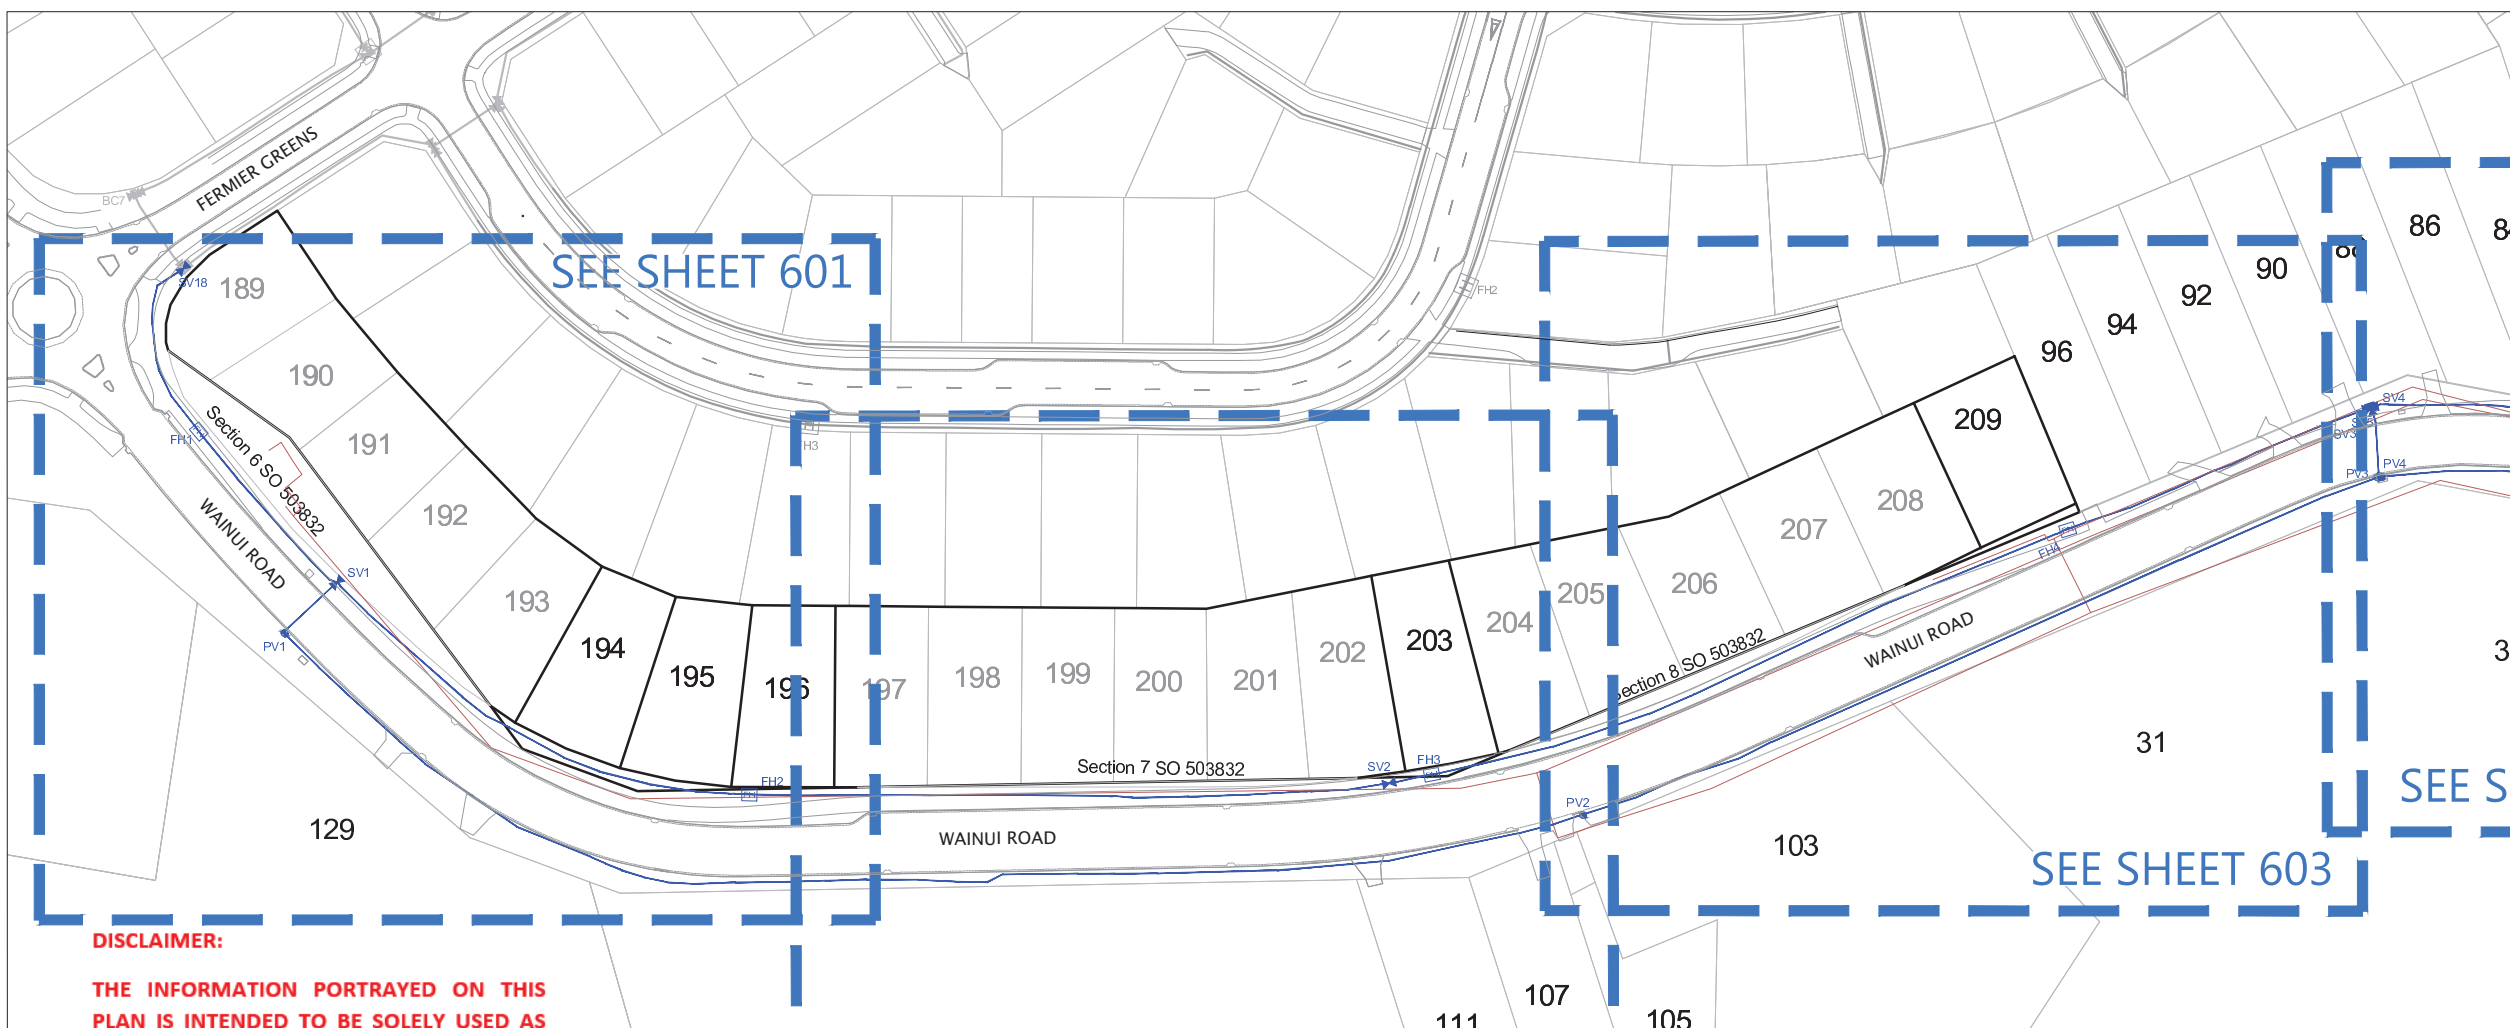 FERMIER GREENS
BC7
SV18
189
SEE SHEET 601
FH2
86
90
92
94
96
190
191
192
193
194
195
196
197
198
199
200
201
202
203
204
205
206
207
208
209
FH1
Section 6 SO 503832
WAINUI ROAD
SV1
PV1
FH2
Section 7 SO 503832
SV2
FH3
WAINUI ROAD
PV2
Section 8 SO 503832
WAINUI ROAD
FH4
SV4
SV3
PV3
PV4
129
103
31
SEE SHEET 603
SEE S
DISCLAIMER:
THE INFORMATION PORTRAYED ON THIS
PLAN IS INTENDED TO BE SOLELY USED AS
111
107
105